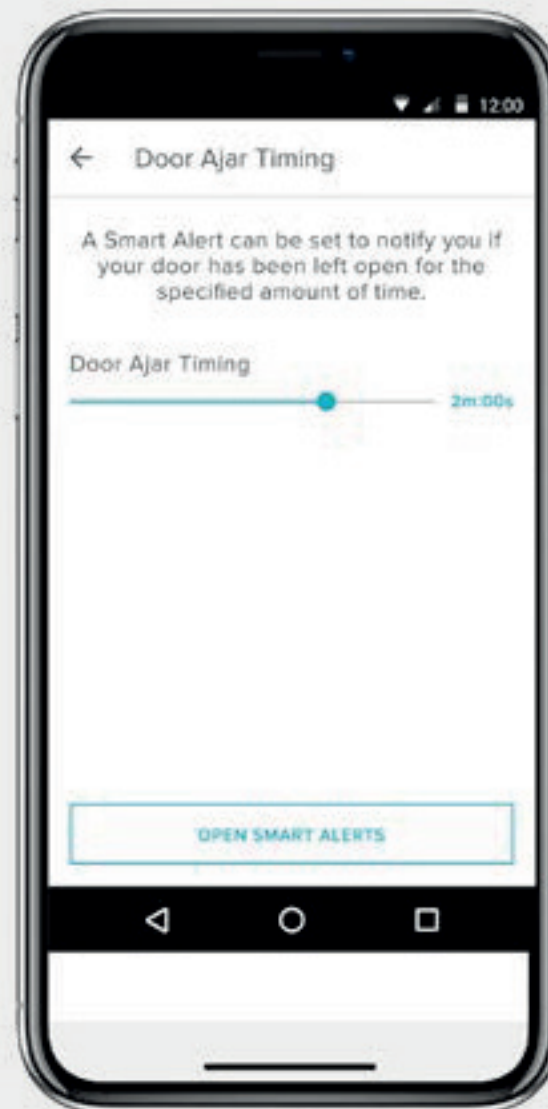 12:00
Door Ajar Timing
A Smart Alert can be set to notify you if
your door has been left open for the
specified amount of time.
Door Ajar Timing
2m:00s
OPEN SMART ALERTS